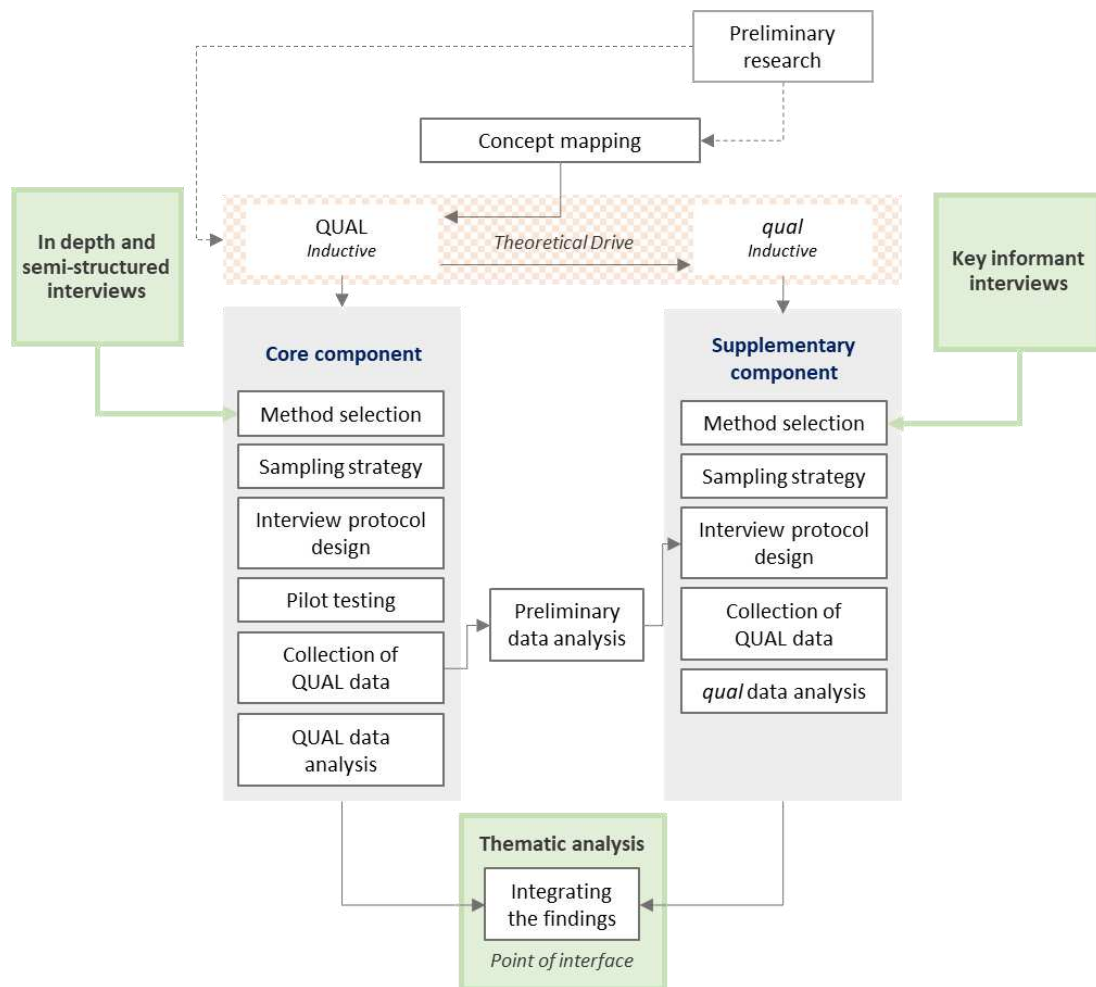 Preliminary
research
Concept mapping
In depth and
semi-structured
interviews
QUAL
Inductive
Theoretical Drive
qual
Inductive
Key informant
interviews
Core component
Method selection
Sampling strategy
Interview protocol
design
Pilot testing
Collection of
QUAL data
QUAL data
analysis
Preliminary
data analysis
Supplementary
component
Method selection
Sampling strategy
Interview protocol
design
Collection of
QUAL data
qual data analysis
Thematic analysis
Integrating
the findings
Point of interface